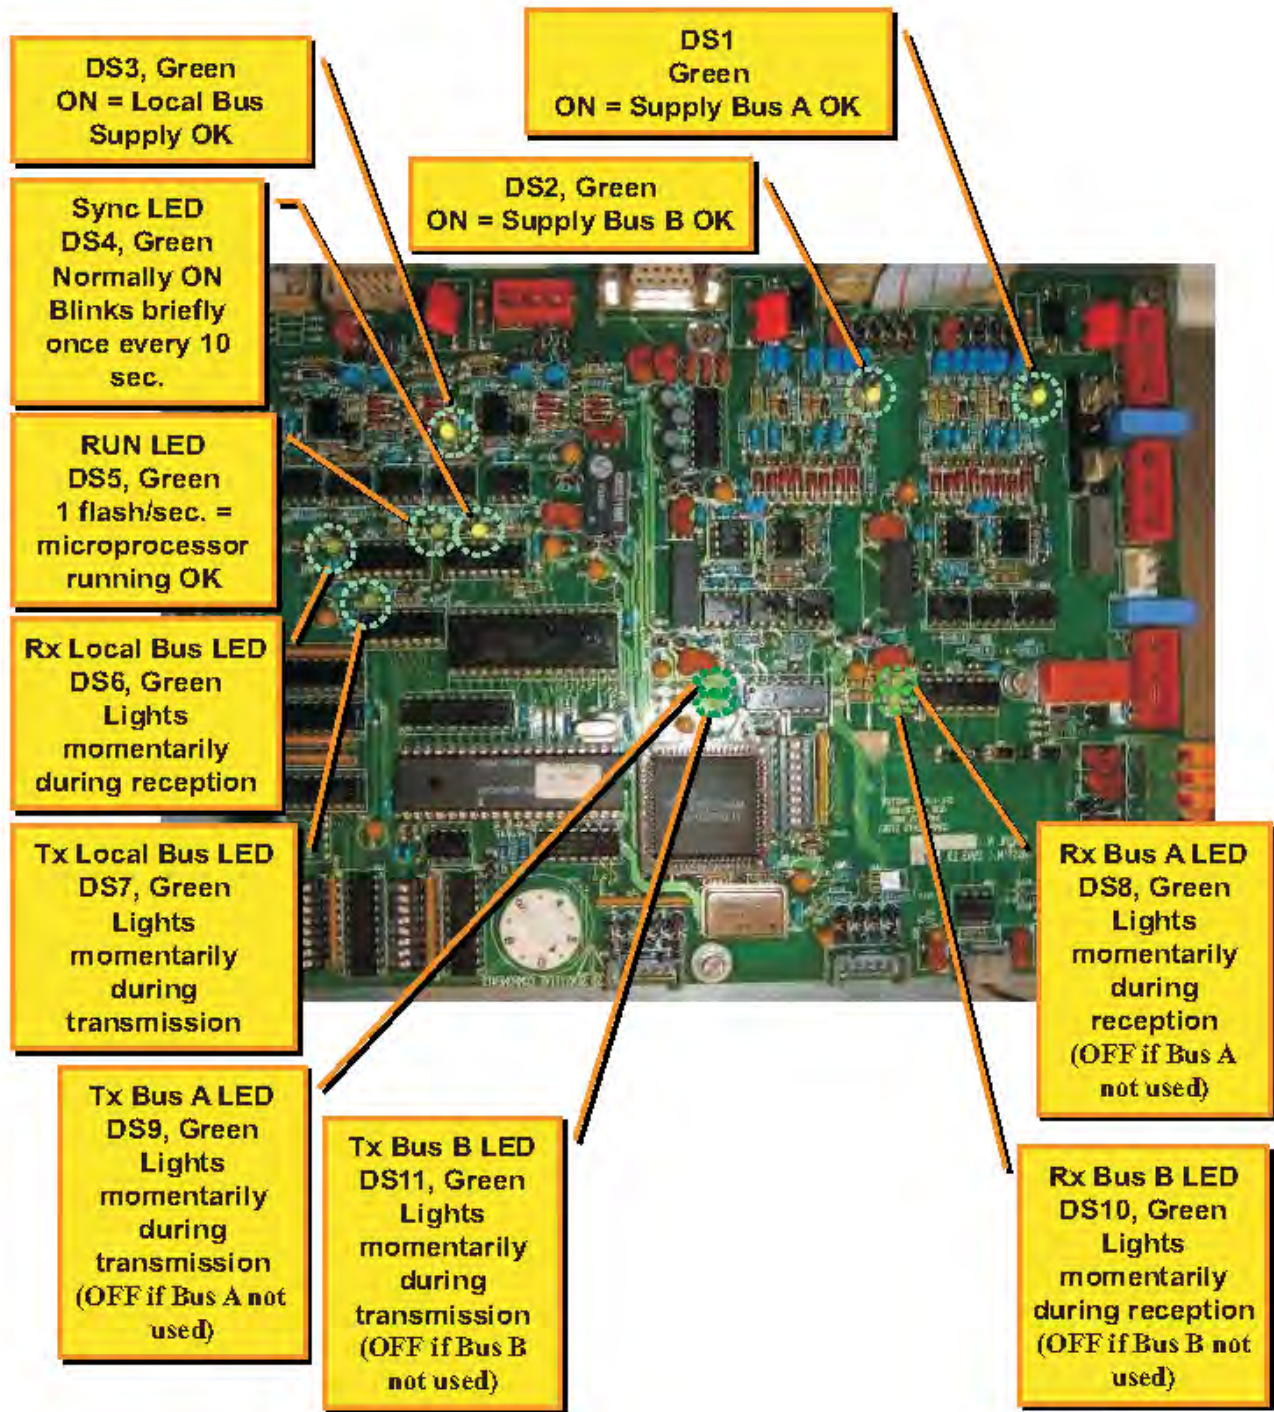 DS3, Green
ON = Local Bus
Supply OK
DS1
Green
ON = Supply Bus A OK
DS2, Green
ON = Supply Bus B OK
Sync LED
DS4, Green
Normally ON
Blinks briefly
once every 10
sec.
RUN LED
DS5, Green
1 flash/sec. =
microprocessor
running OK
Rx Local Bus LED
DS6, Green
Lights
momentarily
during reception
Tx Local Bus LED
DS7, Green
Lights
momentarily
during
transmission
Rx Bus A LED
DS8, Green
Lights
momentarily
during
reception
(OFF if Bus A
not used)
Tx Bus A LED
DS9, Green
Lights
momentarily
during
transmission
(OFF if Bus A not
used)
Tx Bus B LED
DS11, Green
Lights
momentarily
during
transmission
(OFF if Bus B
not used)
Rx Bus B LED
DS10, Green
Lights
momentarily
during reception
(OFF if Bus B not
used)